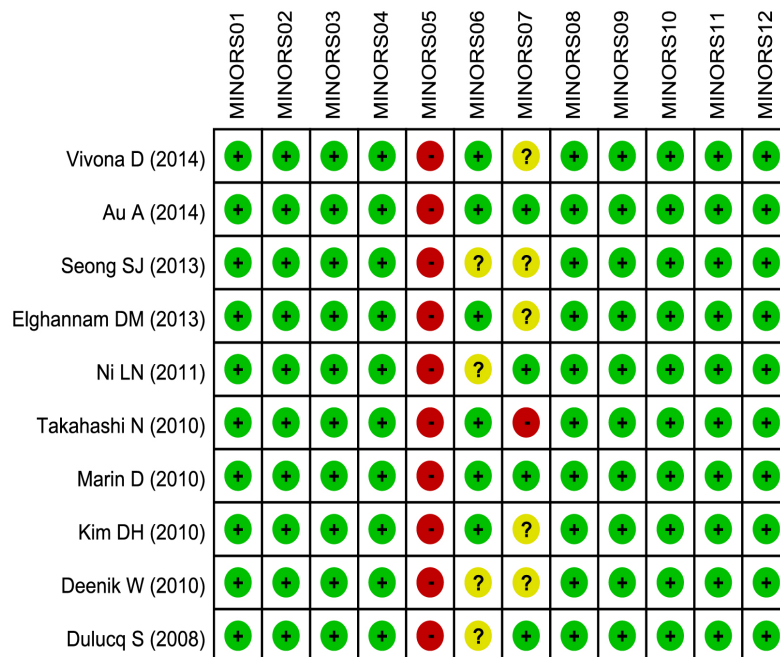 MINORS01 MINORS02 MINORS03 MINORS04 MINORS05 MINORS06 MINORS07 MINORS08 MINORS09 MINORS10 MINORS11 MINORS12
Vivona D (2014) + + + + - + ? + + + + +
Au A (2014) + + + + - + + + + + + +
Seong SJ (2013) + + + + - ? ? + + + + +
Elghannam DM (2013) + + + + - + ? + + + + +
Ni LN (2011) + + + + - ? + + + + + +
Takahashi N (2010) + + + + - + - + + + + +
Marin D (2010) + + + + - + + + + + + +
Kim DH (2010) + + + + - + ? + + + + +
Deenik W (2010) + + + + - ? ? + + + + +
Dulucq S (2008) + + + + - ? + + + + + +